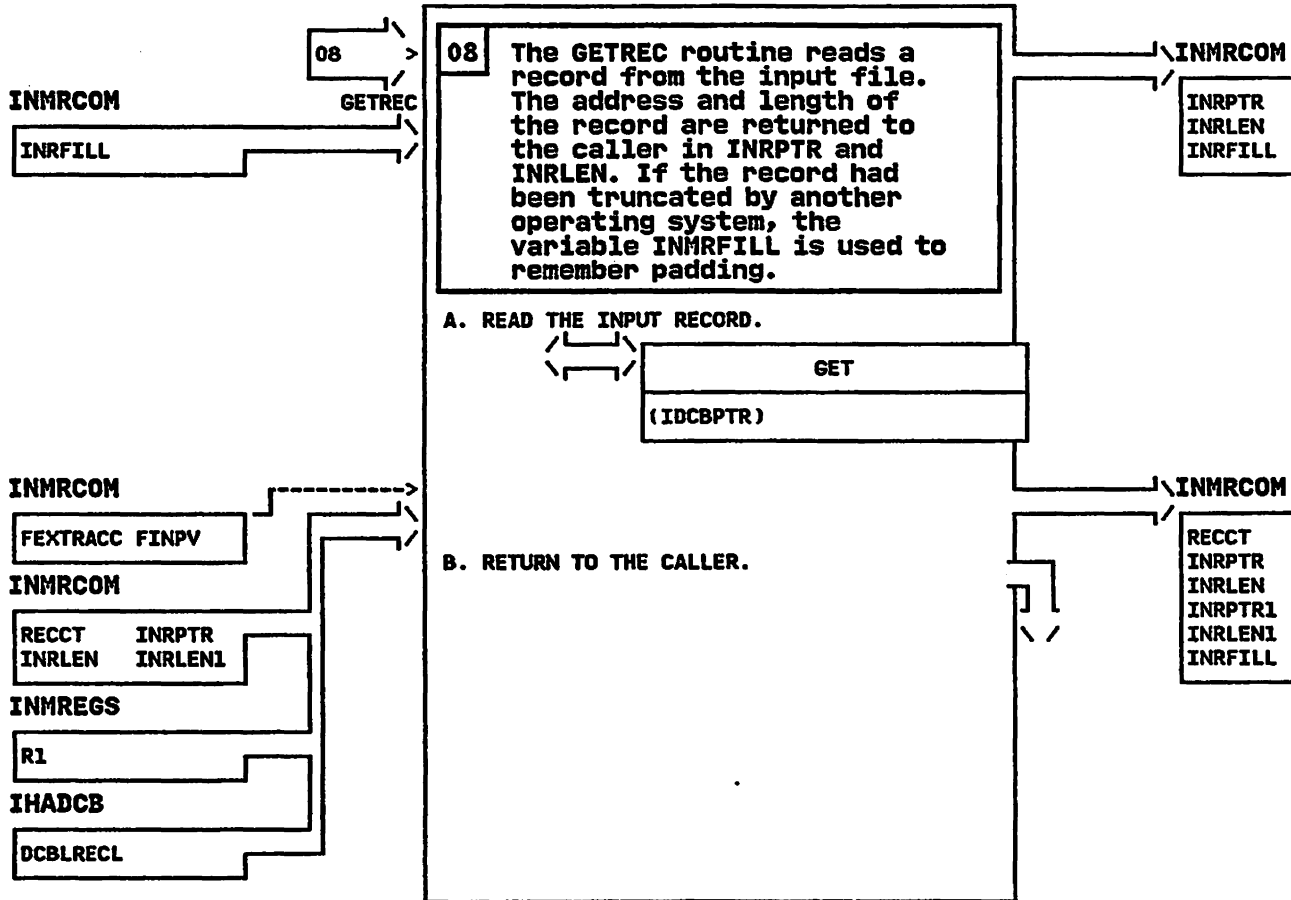 08
GETREC
INMRCOM
INRFILL
08
The GETREC routine reads a
record from the input file.
The address and length of
the record are returned to
the caller in INRPTR and
INRLEN. If the record had
been truncated by another
operating system, the
variable INMRFILL is used to
remember padding.
INMRCOM
INRPTR
INRLEN
INRFILL
A. READ THE INPUT RECORD.
GET
(IDCBPTR)
INMRCOM
FEXTRACC FINPV
INMRCOM
RECCT INRPTR
INRLEN INRLEN1
INMREGS
R1
IHADCB
DCBLRECL
B. RETURN TO THE CALLER.
INMRCOM
RECCT
INRPTR
INRLEN
INRPTR1
INRLEN1
INRFILL